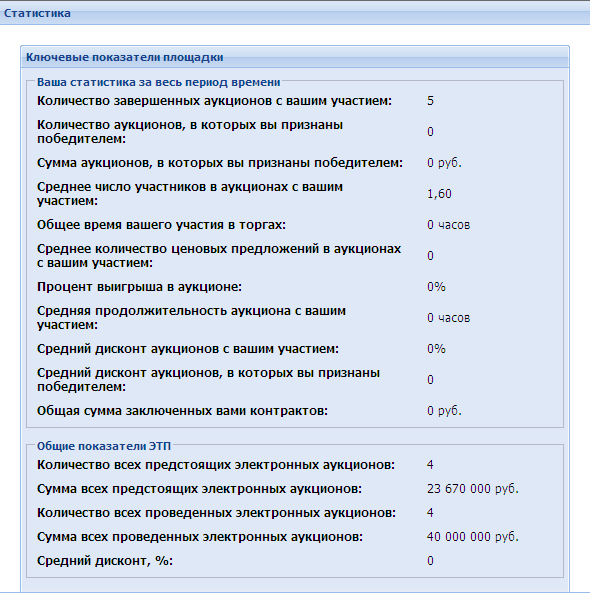 Статистика
Ключевые показатели площадки
Ваша статистика за весь период времени
Количество завершенных аукционов с вашим участием: 5
Количество аукционов, в которых вы признаны
победителем: 0
Сумма аукционов, в которых вы признаны победителем: 0 руб.
Среднее число участников в аукционах с вашим
участием: 1,60
Общее время вашего участия в торгах: 0 часов
Среднее количество ценовых предложений в аукционах
с вашим участием: 0
Процент выигрыша в аукционе: 0%
Средняя продолжительность аукциона с вашим
участием: 0 часов
Средний дисконт аукционов с вашим участием: 0%
Средний дисконт аукционов, в которых вы признаны
победителем: 0
Общая сумма заключенных вами контрактов: 0 руб.
Общие показатели ЭТП
Количество всех предстоящих электронных аукционов: 4
Сумма всех предстоящих электронных аукционов: 23 670 000 руб.
Количество всех проведенных электронных аукционов: 4
Сумма всех проведенных электронных аукционов: 40 000 000 руб.
Средний дисконт, %: 0